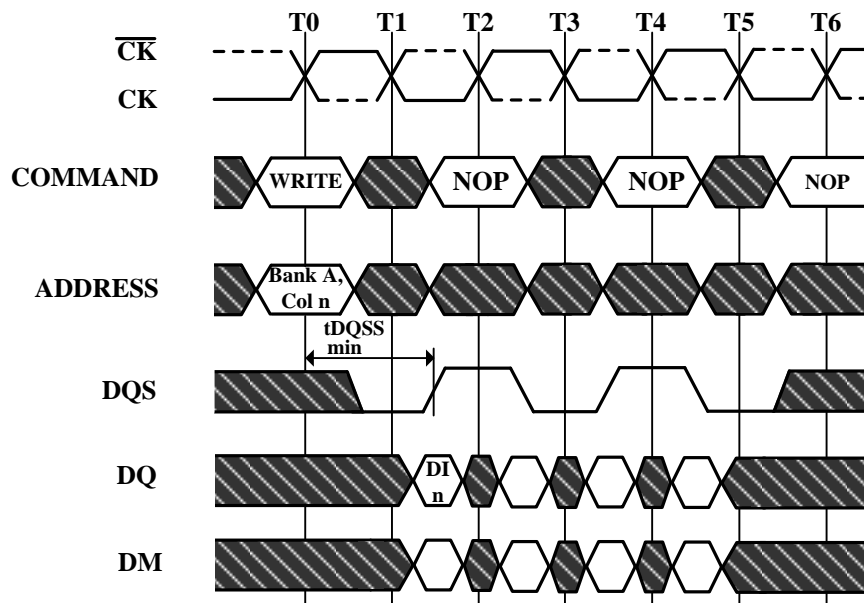 T0 T1 T2 T3 T4 T5 T6
CK
CK
COMMAND WRITE NOP NOP NOP
ADDRESS Bank A,
Col n
tDQSS
min
DQS
DQ DI
n
DM